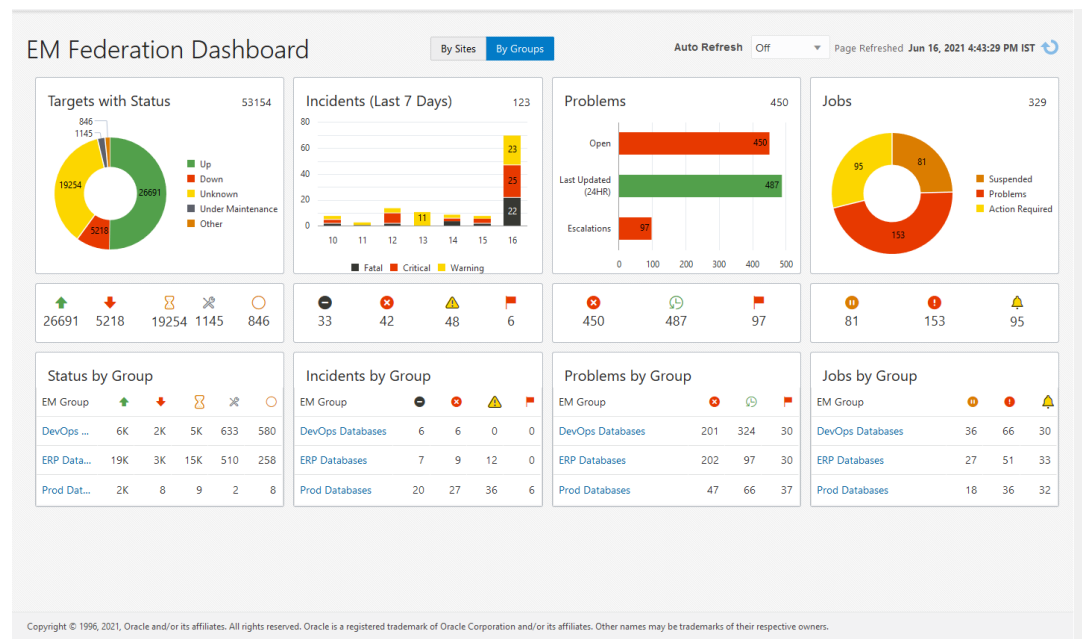 EM Federation Dashboard
By Sites By Groups
Auto Refresh Off Page Refreshed Jun 16, 2021 4:43:29 PM IST
Targets with Status 53154
846
1145
19254
26691
5218
Up
Down
Unknown
Under Maintenance
Other
Incidents (Last 7 Days) 123
80
60
40
20
0
23
25
22
11
10 11 12 13 14 15 16
Fatal Critical Warning
Problems 450
Open 450
Last Updated (24HR) 487
Escalations 97
0 100 200 300 400 500
Jobs 329
95
81
153
Suspended
Problems
Action Required
26691 5218 19254 1145 846
33 42 48 6
450 487 97
81 153 95
Status by Group
EM Group
DevOps ... 6K 2K 5K 633 580
ERP Data... 19K 3K 15K 510 258
Prod Dat... 2K 8 9 2 8
Incidents by Group
EM Group
DevOps Databases 6 6 0 0
ERP Databases 7 9 12 0
Prod Databases 20 27 36 6
Problems by Group
EM Group
DevOps Databases 201 324 30
ERP Databases 202 97 30
Prod Databases 47 66 37
Jobs by Group
EM Group
DevOps Databases 36 66 30
ERP Databases 27 51 33
Prod Databases 18 36 32
Copyright © 1996, 2021, Oracle and/or its affiliates. All rights reserved. Oracle is a registered trademark of Oracle Corporation and/or its affiliates. Other names may be trademarks of their respective owners.